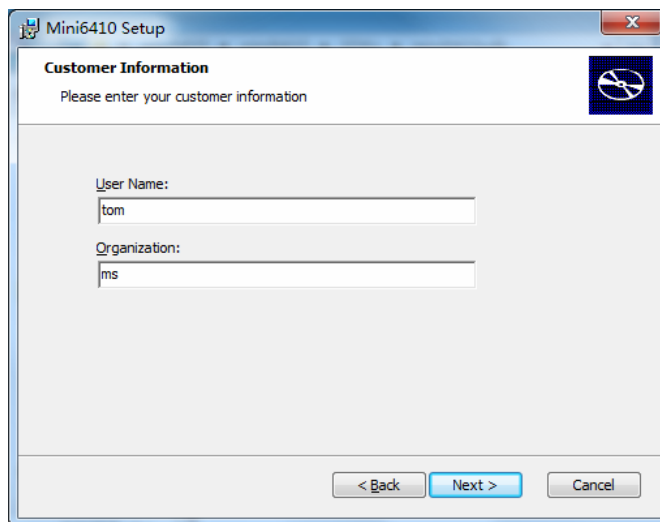 Mini6410 Setup
x
Customer Information
Please enter your customer information
User Name:
tom
Organization:
ms
< Back
Next >
Cancel